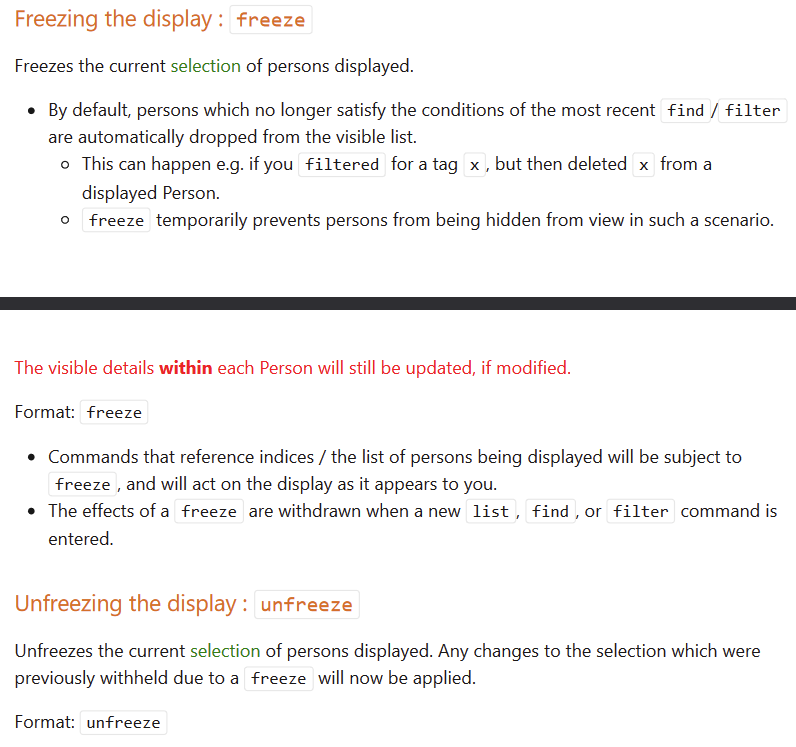 Freezing the display : freeze
Freezes the current selection of persons displayed.
• By default, persons which no longer satisfy the conditions of the most recent find / filter
are automatically dropped from the visible list.
○ This can happen e.g. if you filtered for a tag x , but then deleted x from a
displayed Person.
○ freeze temporarily prevents persons from being hidden from view in such a scenario.
The visible details within each Person will still be updated, if modified.
Format: freeze
• Commands that reference indices / the list of persons being displayed will be subject to
freeze , and will act on the display as it appears to you.
• The effects of a freeze are withdrawn when a new list , find , or filter command is
entered.
Unfreezing the display : unfreeze
Unfreezes the current selection of persons displayed. Any changes to the selection which were
previously withheld due to a freeze will now be applied.
Format: unfreeze